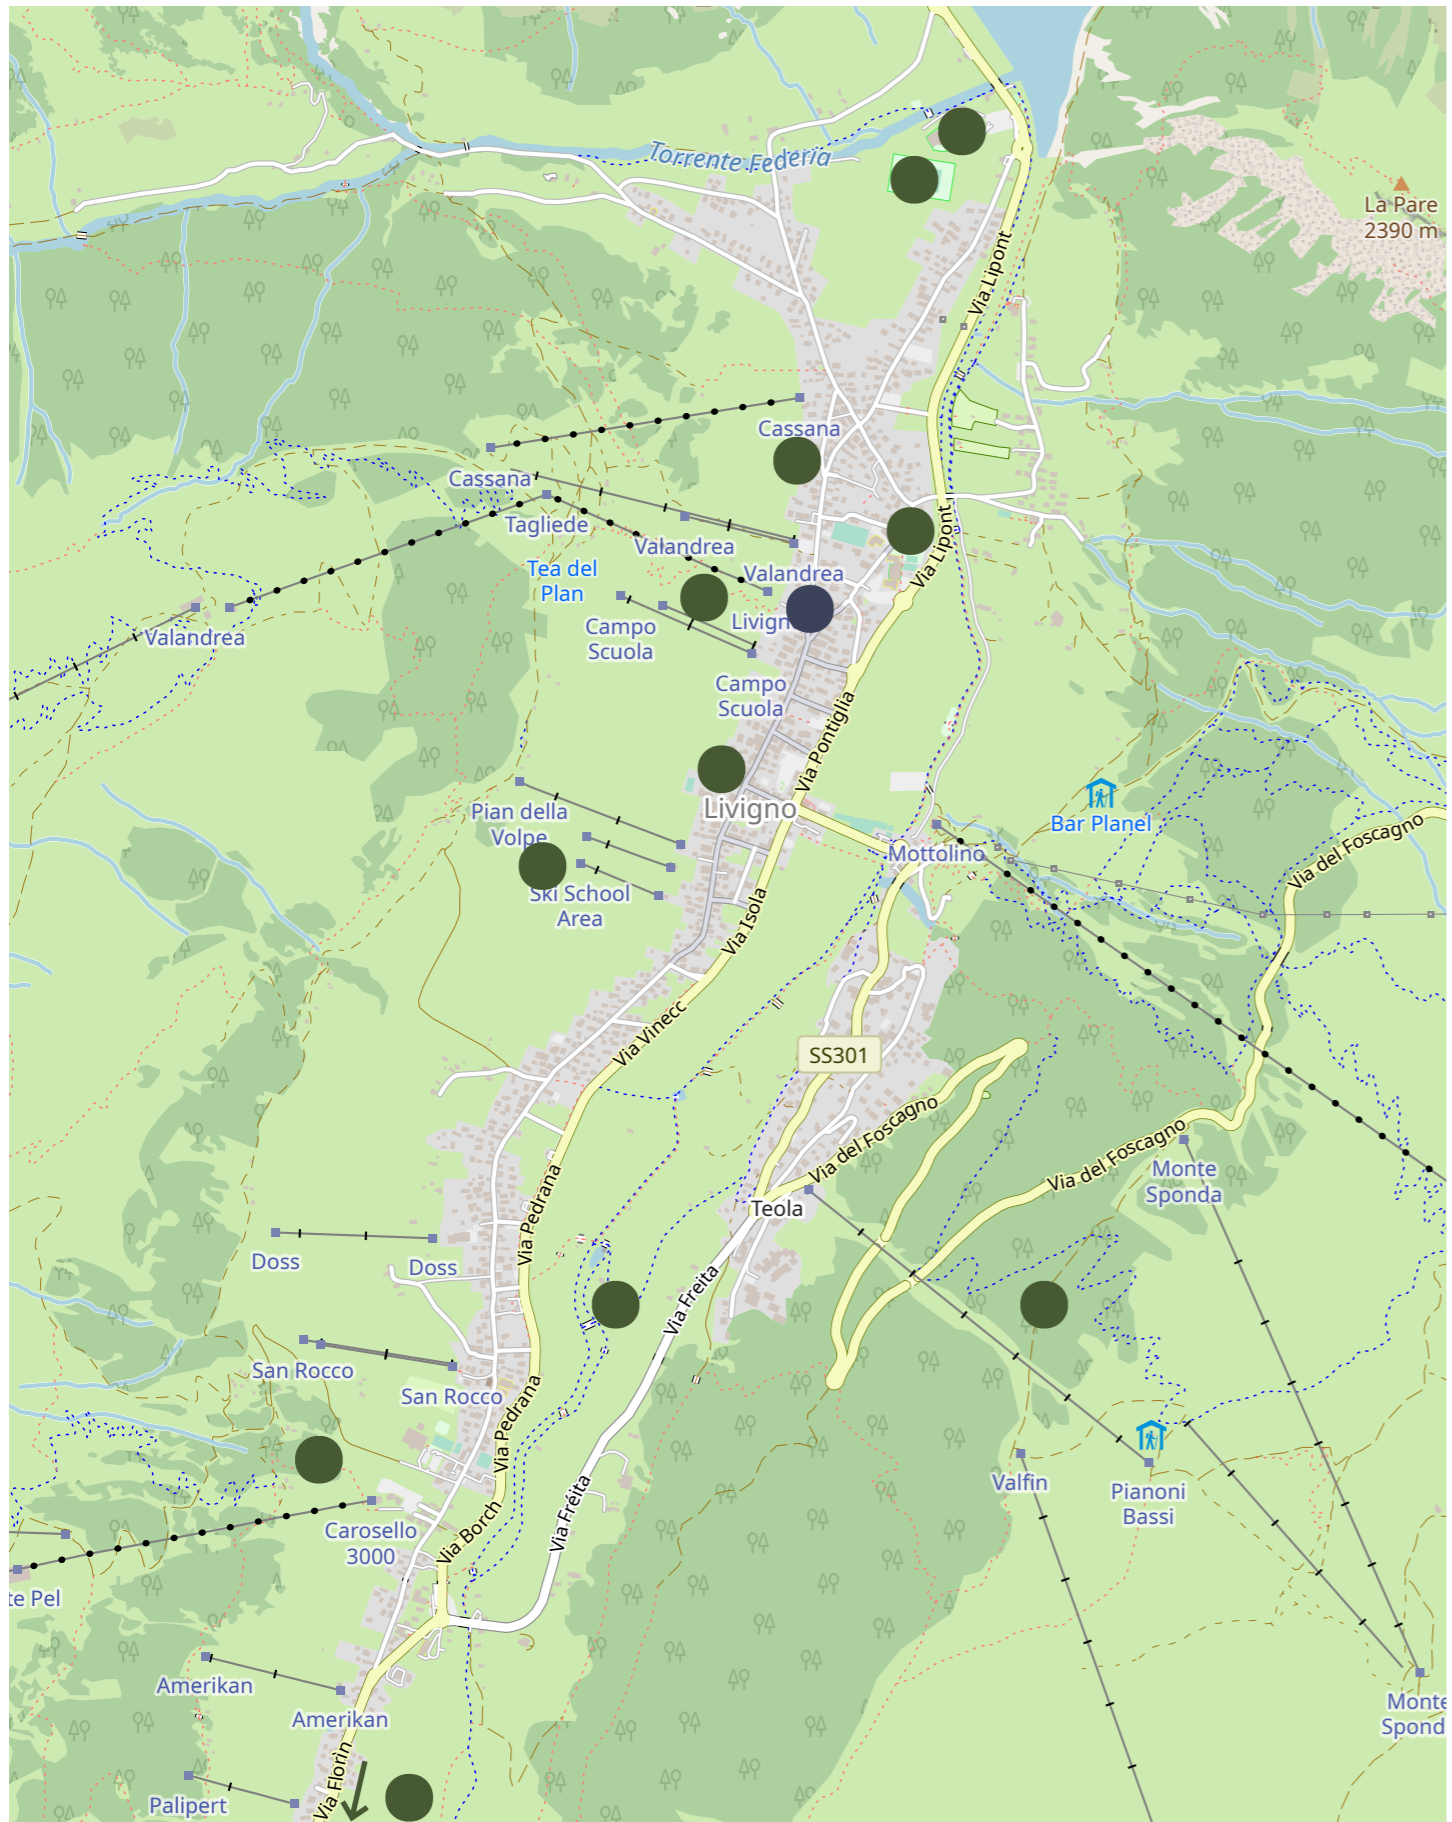 Torrente Federia
La Pare
2390 m
Via Lipont
Cassana
Cassana
Tagliede
Valandrea
Via Lipont
Tea del
Plan
Valandrea
Livign
Campo
Scuola
Valandrea
Campo
Scuola
Via Pontiglia
Pian della
Volpe
Livigno
Bar Planel
Via del Foscagno
Mottolino
Ski School
Area
Via Isola
Via Vinecc
SS301
Via del Foscagno
Via del Foscagno
Monte
Sponda
Teola
Via Pedrana
Doss
Doss
Via Freita
San Rocco
San Rocco
Via Pedrana
Valfin
Pianoni
Bassi
Via Freita
Carosello
3000
Via Borch
te Pel
Amerikan
Amerikan
Monte
Spond
Via Florin
Palipert